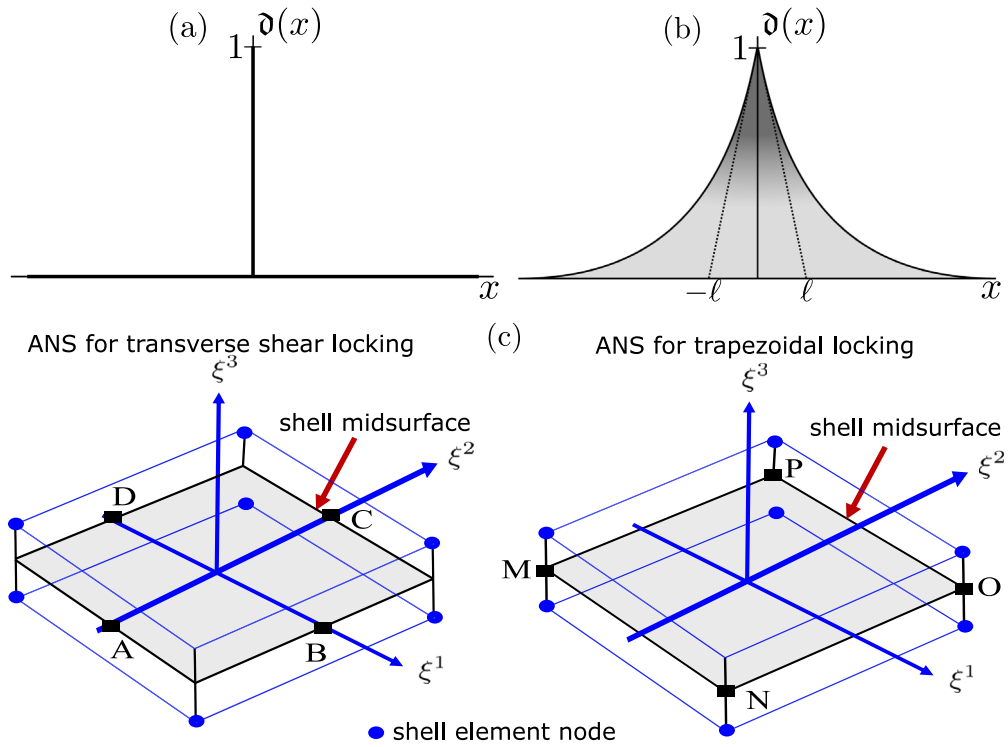 (a)
𝔡(x)
1
x
(b)
𝔡(x)
1
−ℓ
ℓ
x
(c)
ANS for transverse shear locking
ξ³
shell midsurface
ξ²
D
C
A
B
ξ¹
ANS for trapezoidal locking
ξ³
shell midsurface
ξ²
P
M
O
N
ξ¹
shell element node